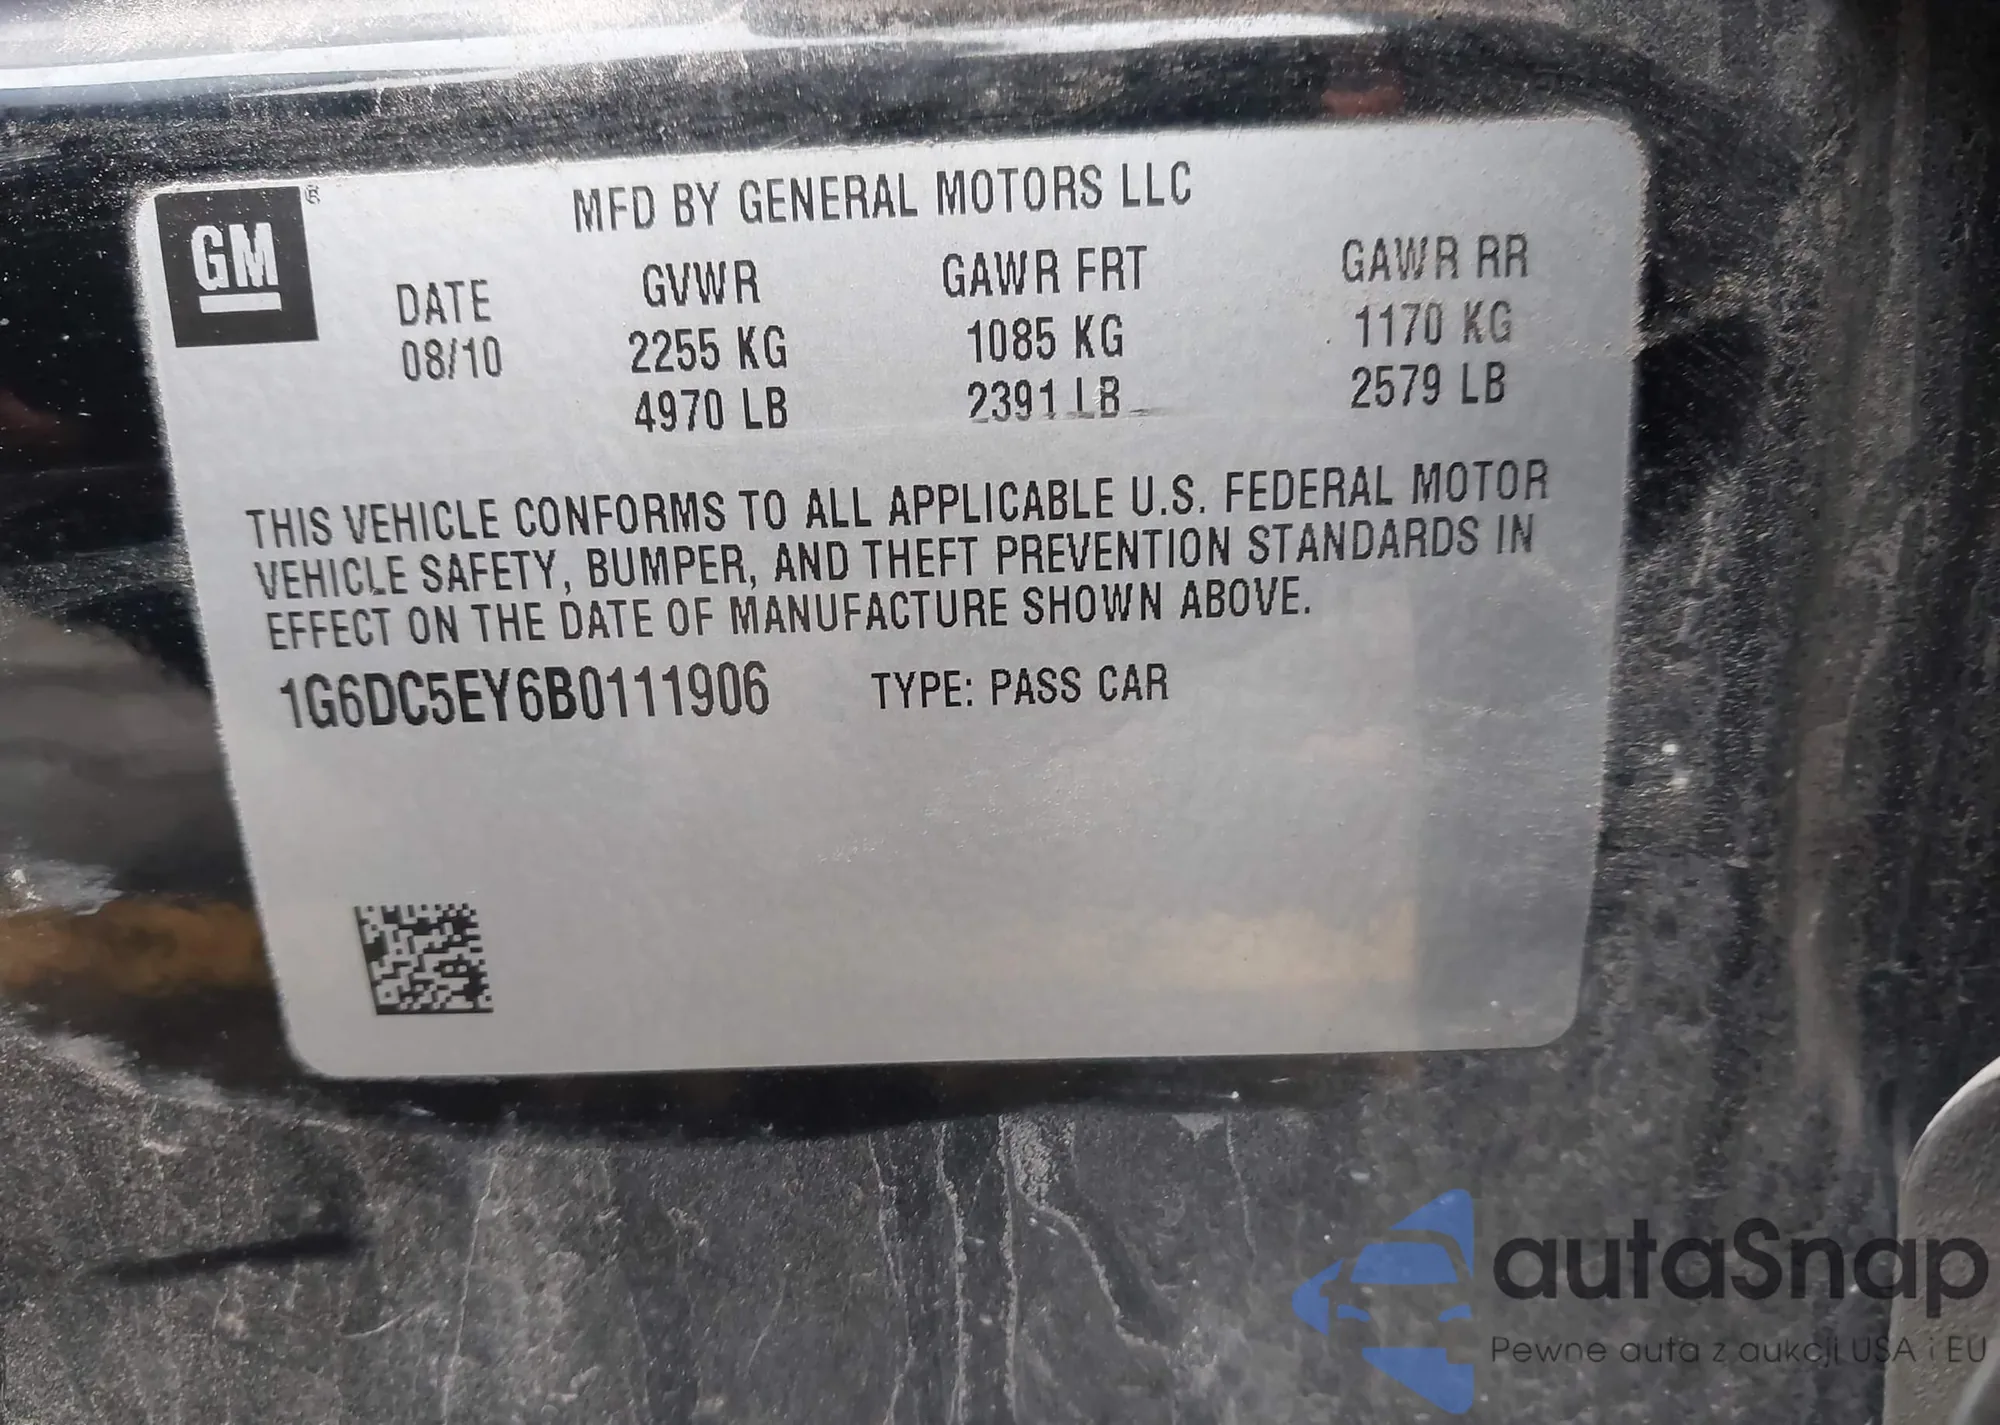 GM ®
MFD BY GENERAL MOTORS LLC
DATE GVWR GAWR FRT GAWR RR
08/10 2255 KG 1085 KG 1170 KG
4970 LB 2391 LB 2579 LB
THIS VEHICLE CONFORMS TO ALL APPLICABLE U.S. FEDERAL MOTOR
VEHICLE SAFETY, BUMPER, AND THEFT PREVENTION STANDARDS IN
EFFECT ON THE DATE OF MANUFACTURE SHOWN ABOVE.
1G6DC5EY6B0111906 TYPE: PASS CAR
autaSnap
Pewne auta z aukcji USA i EU